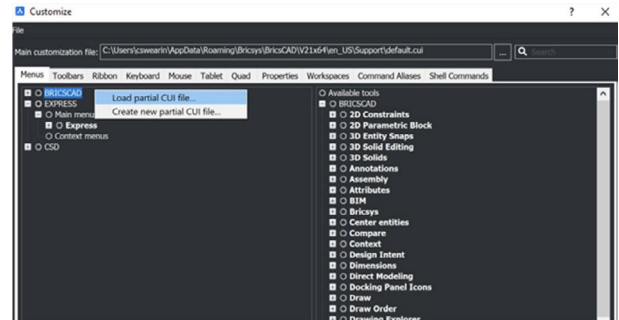 Customize
File
Main customization file: C:\Users\cswearin\AppData\Roaming\Bricsys\BricsCAD\V21x64\en_US\Support\default.cui ... Search
Menus Toolbars Ribbon Keyboard Mouse Tablet Quad Properties Workspaces Command Aliases Shell Commands
BRICSCAD
EXPRESS
Main menu
Express
Context menus
CSD
Load partial CUI file...
Create new partial CUI file...
Available tools
BRICSCAD
2D Constraints
2D Parametric Block
3D Entity Snaps
3D Solid Editing
3D Solids
Annotations
Assembly
Attributes
BIM
Bricsys
Center entities
Compare
Context
Design Intent
Dimensions
Direct Modeling
Docking Panel Icons
Draw
Draw Order
Drawing Explorer